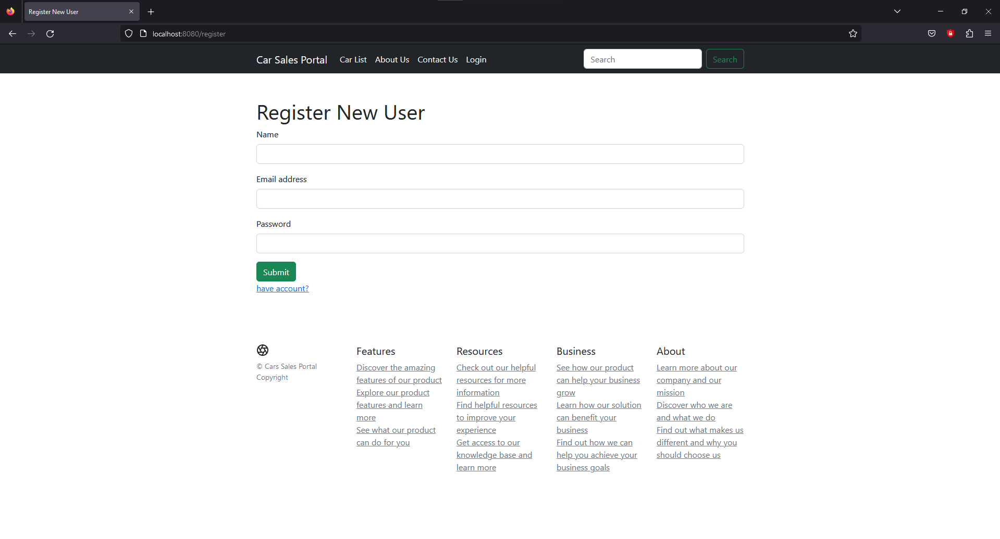 Register New User
localhost:8080/register
Car Sales Portal Car List About Us Contact Us Login Search Search
Register New User
Name
Email address
Password
Submit
have account?
© Cars Sales Portal
Copyright
Features
Discover the amazing
features of our product
Explore our product
features and learn
more
See what our product
can do for you
Resources
Check out our helpful
resources for more
information
Find helpful resources
to improve your
experience
Get access to our
knowledge base and
learn more
Business
See how our product
can help your business
grow
Learn how our solution
can benefit your
business
Find out how we can
help you achieve your
business goals
About
Learn more about our
company and our
mission
Discover who we are
and what we do
Find out what makes us
different and why you
should choose us